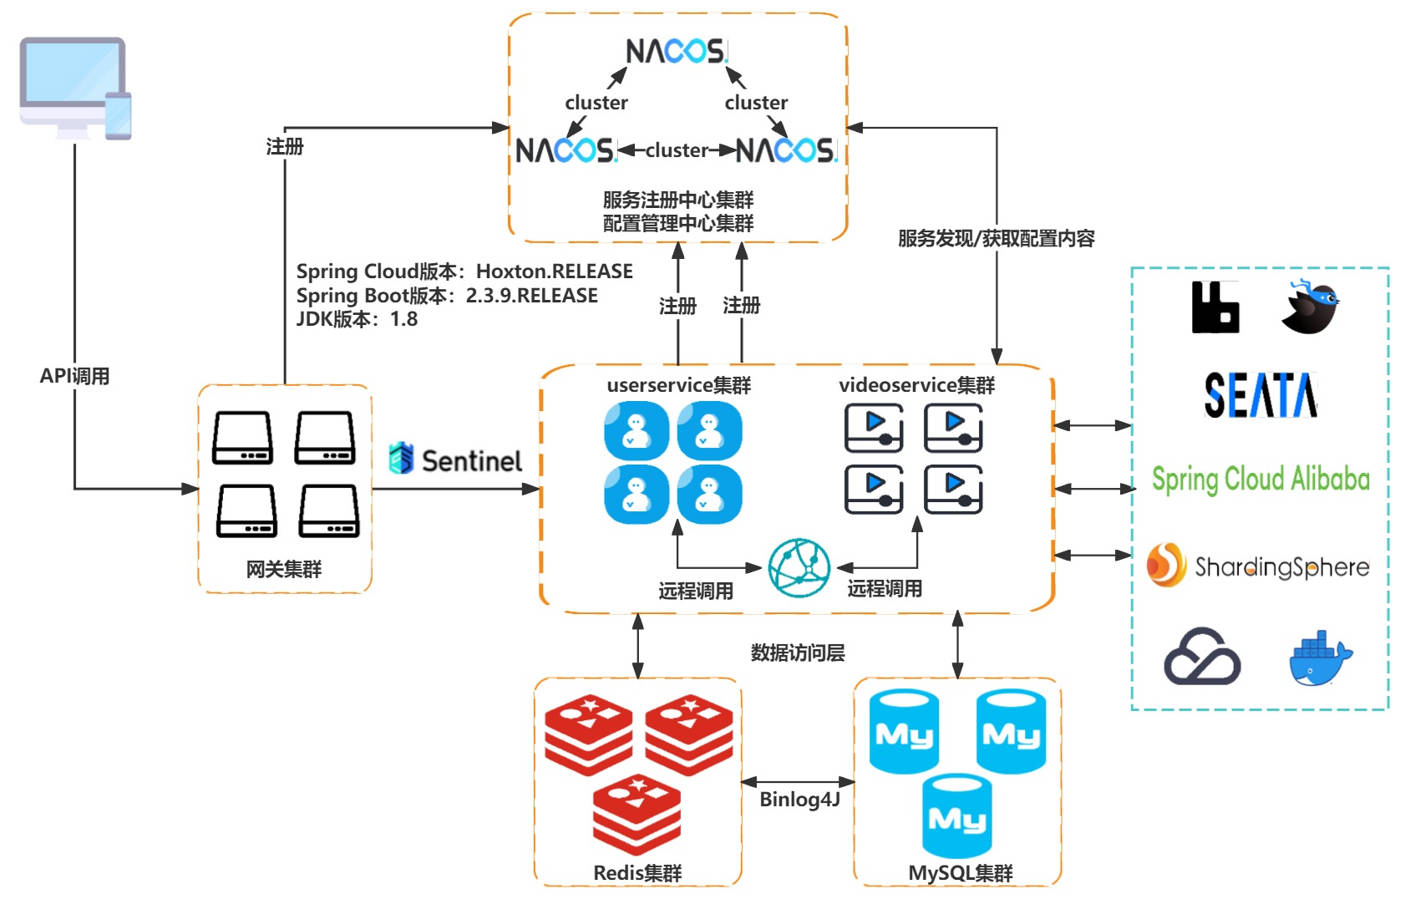 NACOS.
cluster
cluster
NACOS.
cluster
NACOS.
服务注册中心集群
配置管理中心集群
注册
服务发现/获取配置内容
Spring Cloud版本：Hoxton.RELEASE
Spring Boot版本：2.3.9.RELEASE
JDK版本：1.8
注册
注册
API调用
userservice集群
videoservice集群
Sentinel
网关集群
远程调用
远程调用
SEATA
Spring Cloud Alibaba
ShardingSphere
数据访问层
My
My
My
Binlog4J
Redis集群
MySQL集群